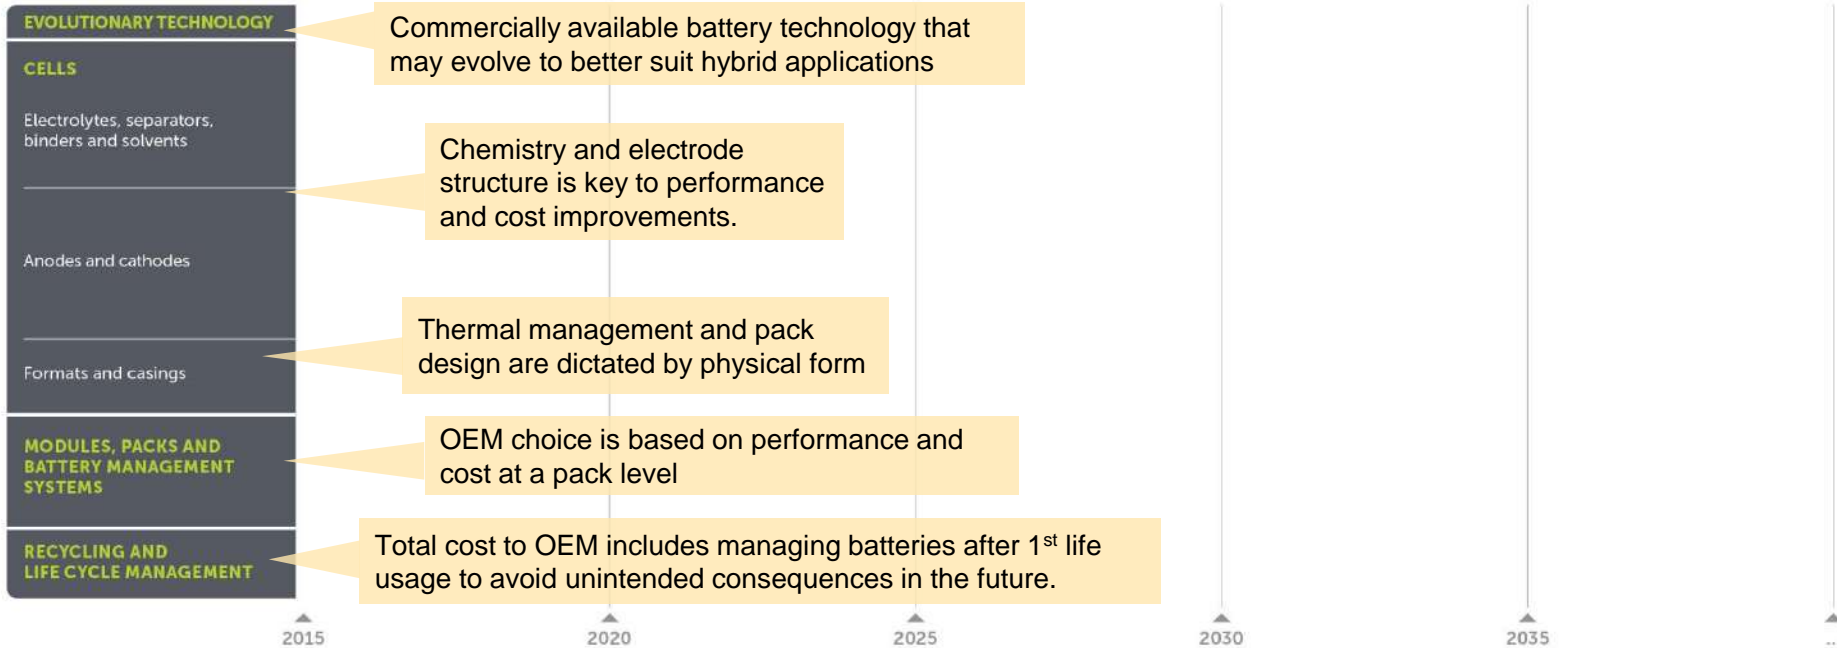 EVOLUTIONARY TECHNOLOGY
Commercially available battery technology that
may evolve to better suit hybrid applications
CELLS
Electrolytes, separators,
binders and solvents
Chemistry and electrode
structure is key to performance
and cost improvements.
Anodes and cathodes
Thermal management and pack
design are dictated by physical form
Formats and casings
MODULES, PACKS AND
BATTERY MANAGEMENT
SYSTEMS
OEM choice is based on performance and
cost at a pack level
RECYCLING AND
LIFE CYCLE MANAGEMENT
Total cost to OEM includes managing batteries after 1st life
usage to avoid unintended consequences in the future.
2015
2020
2025
2030
2035